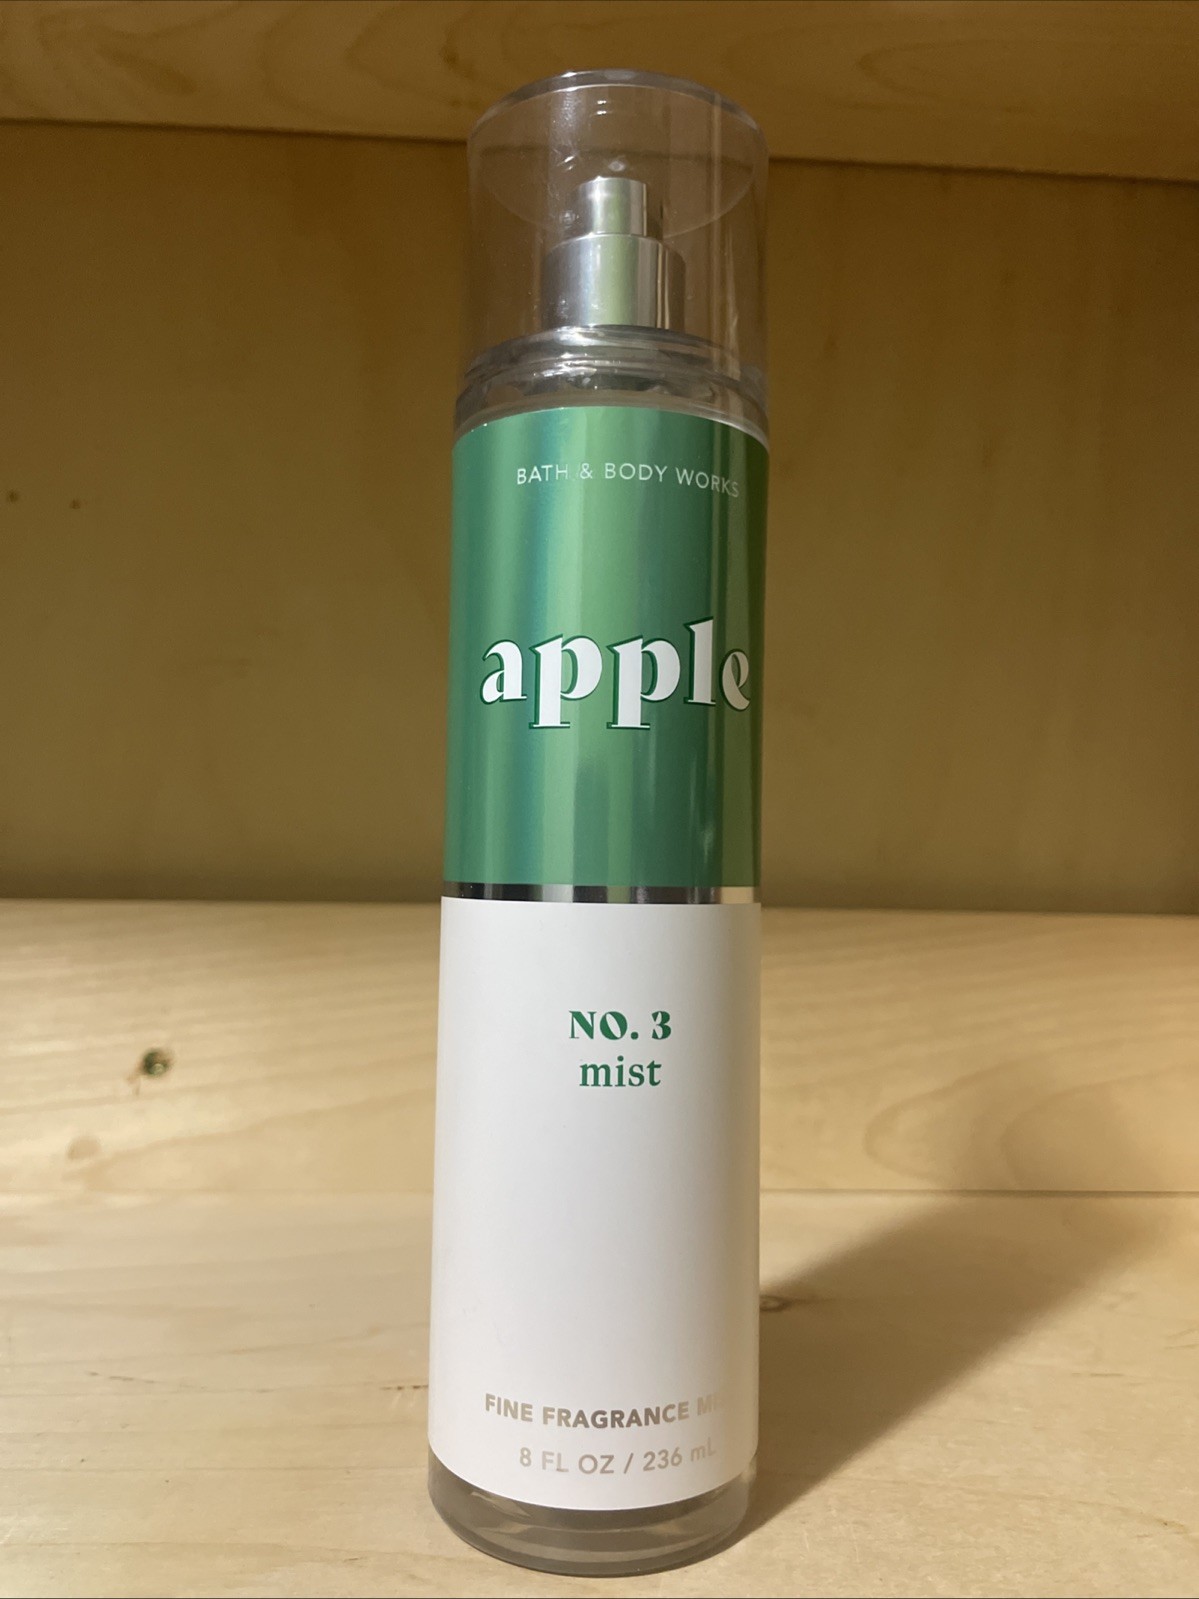 BATH & BODY WORKS
apple
NO. 3
mist
FINE FRAGRANCE
8 FL OZ / 236 mL